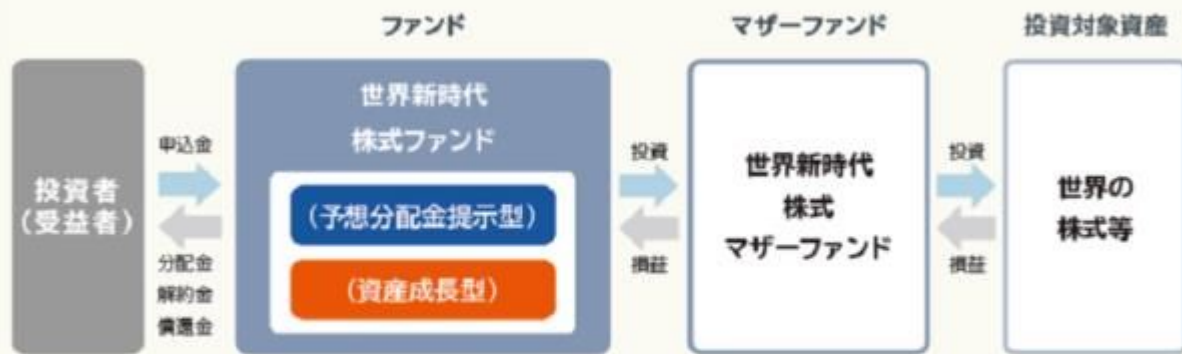 ファンド
マザーファンド
投資対象資産
投資者
(受益者)
申込金
分配金
解約金
償還金
世界新時代
株式ファンド
(予想分配金提示型)
(資産成長型)
投資
損益
世界新時代
株式
マザーファンド
投資
損益
世界の
株式等